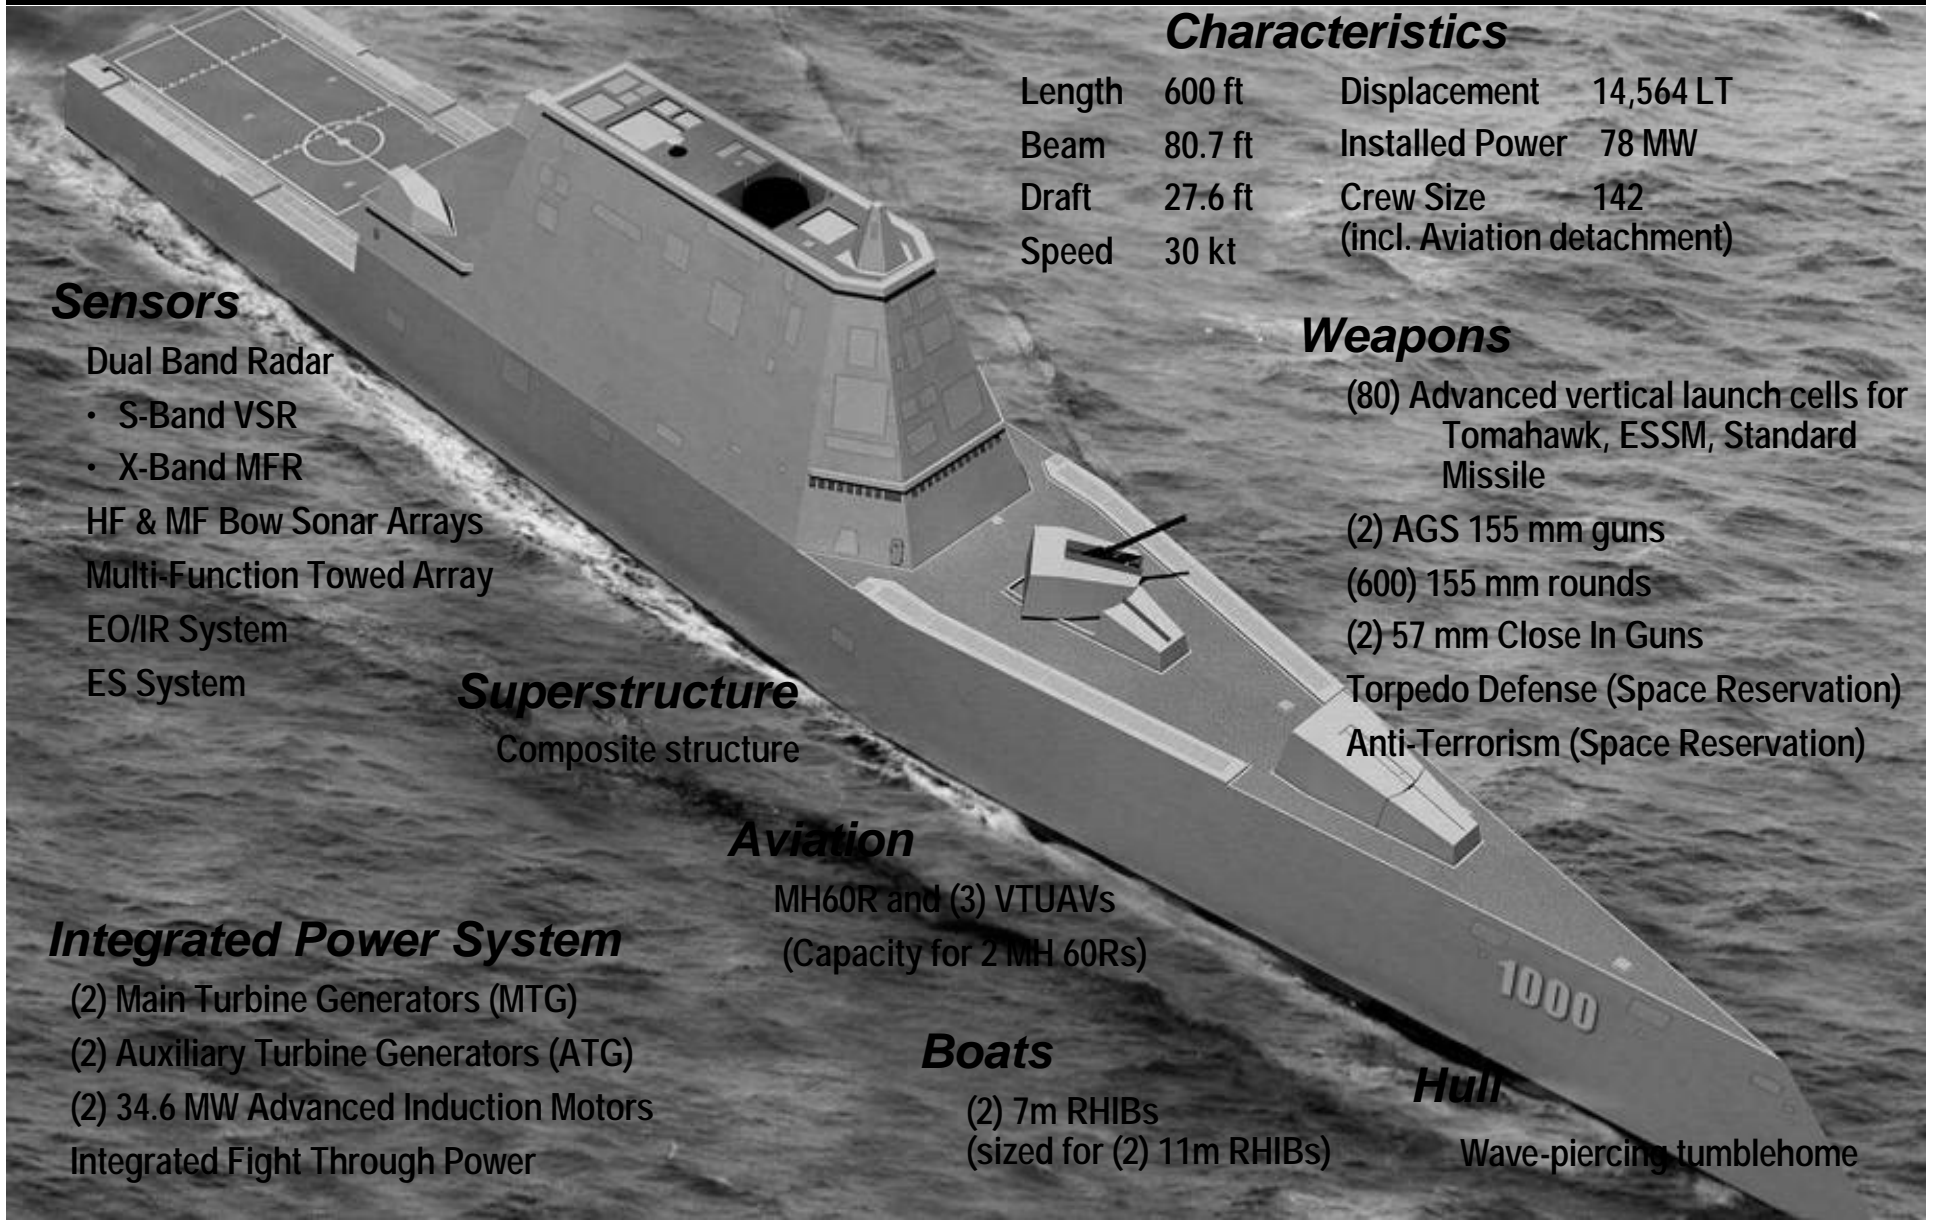 Characteristics
Length 600 ft Displacement 14,564 LT
Beam 80.7 ft Installed Power 78 MW
Draft 27.6 ft Crew Size 142
(incl. Aviation detachment)
Speed 30 kt
Sensors
Dual Band Radar
• S-Band VSR
• X-Band MFR
HF & MF Bow Sonar Arrays
Multi-Function Towed Array
EO/IR System
ES System
Weapons
(80) Advanced vertical launch cells for
Tomahawk, ESSM, Standard
Missile
(2) AGS 155 mm guns
(600) 155 mm rounds
(2) 57 mm Close In Guns
Torpedo Defense (Space Reservation)
Anti-Terrorism (Space Reservation)
Superstructure
Composite structure
Aviation
MH60R and (3) VTUAVs
(Capacity for 2 MH 60Rs)
Integrated Power System
(2) Main Turbine Generators (MTG)
(2) Auxiliary Turbine Generators (ATG)
(2) 34.6 MW Advanced Induction Motors
Integrated Fight Through Power
Boats
(2) 7m RHIBs
(sized for (2) 11m RHIBs)
1000
Hull
Wave-piercing tumblehome